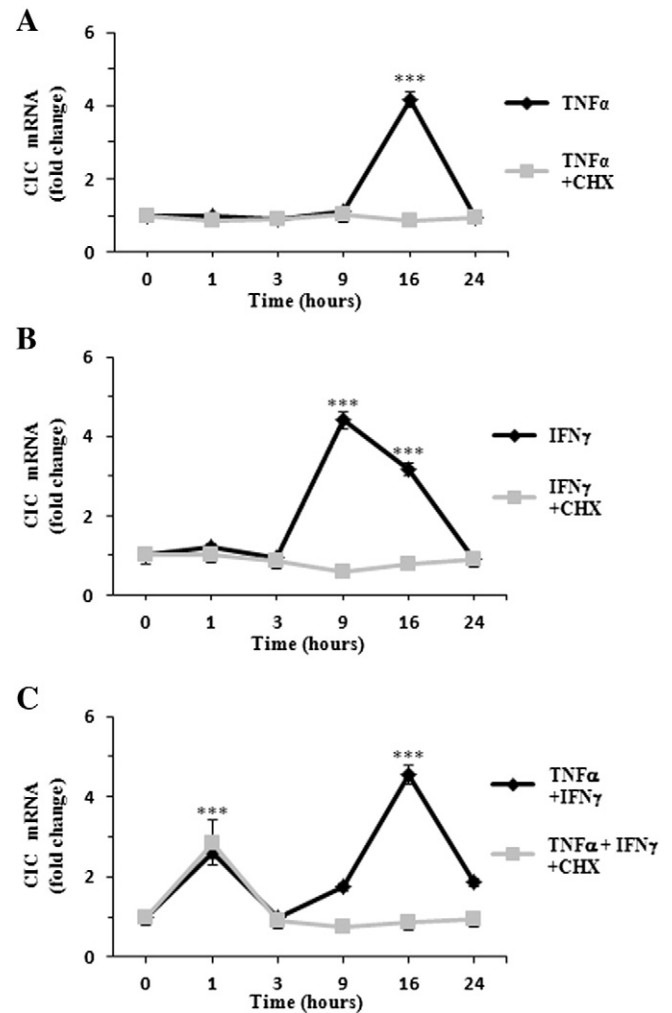 A
CIC mRNA
(fold change)
6
4
2
0
***
0 1 3 9 16 24
Time (hours)
TNFα
TNFα
+CHX
B
CIC mRNA
(fold change)
6
4
2
0
***
***
0 1 3 9 16 24
Time (hours)
IFNγ
IFNγ
+CHX
C
CIC mRNA
(fold change)
6
4
2
0
***
***
0 1 3 9 16 24
Time (hours)
TNFα
+IFNγ
TNFα + IFNγ
+CHX